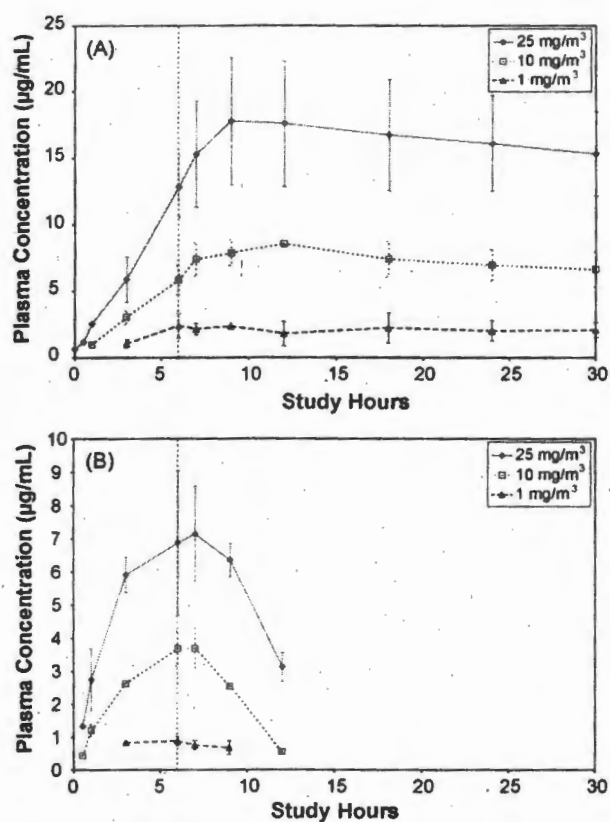 (A)
25 mg/m³
10 mg/m³
1 mg/m³
Plasma Concentration (µg/mL)
25
20
15
10
5
0
0 5 10 15 20 25 30
Study Hours
(B)
25 mg/m³
10 mg/m³
1 mg/m³
Plasma Concentration (µg/mL)
10
9
8
7
6
5
4
3
2
1
0
0 5 10 15 20 25 30
Study Hours